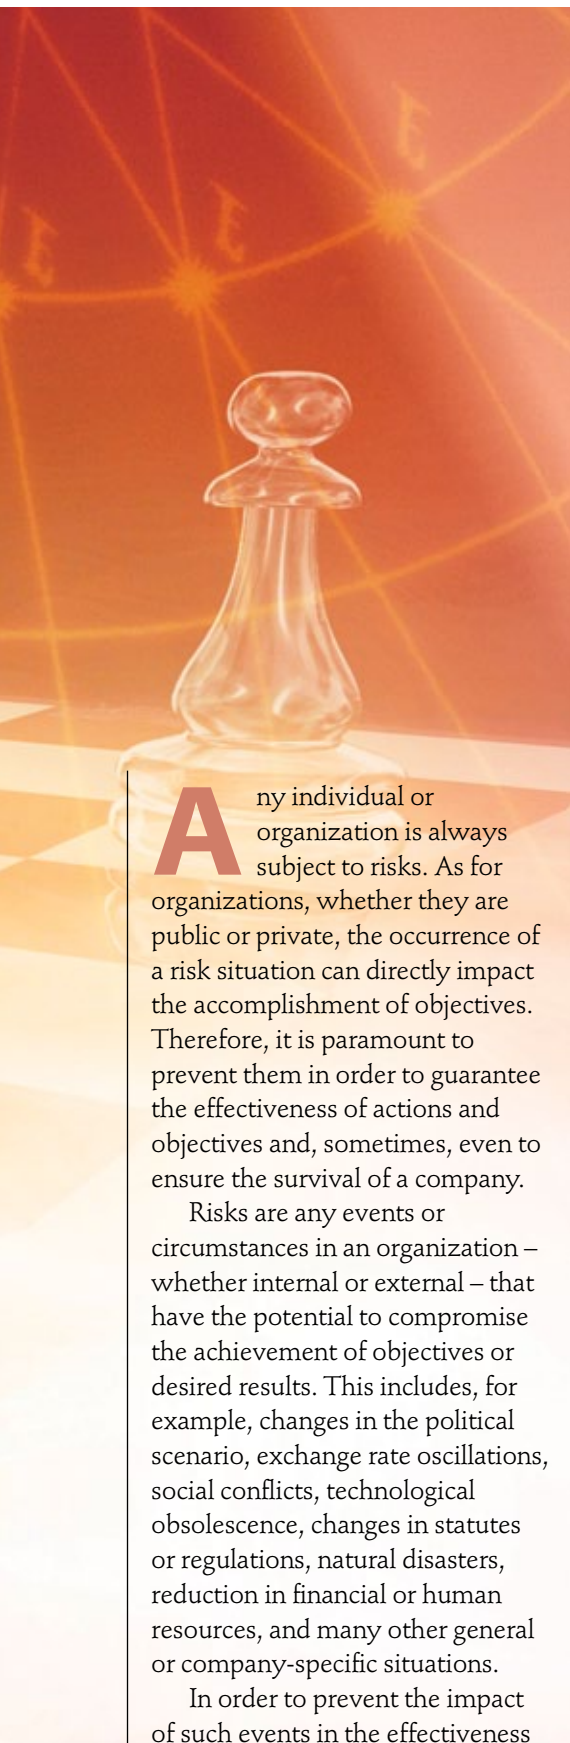 Any individual or
organization is always
subject to risks. As for
organizations, whether they are
public or private, the occurrence of
a risk situation can directly impact
the accomplishment of objectives.
Therefore, it is paramount to
prevent them in order to guarantee
the effectiveness of actions and
objectives and, sometimes, even to
ensure the survival of a company.
Risks are any events or
circumstances in an organization –
whether internal or external – that
have the potential to compromise
the achievement of objectives or
desired results. This includes, for
example, changes in the political
scenario, exchange rate oscillations,
social conflicts, technological
obsolescence, changes in statutes
or regulations, natural disasters,
reduction in financial or human
resources, and many other general
or company-specific situations.
In order to prevent the impact
of such events in the effectiveness